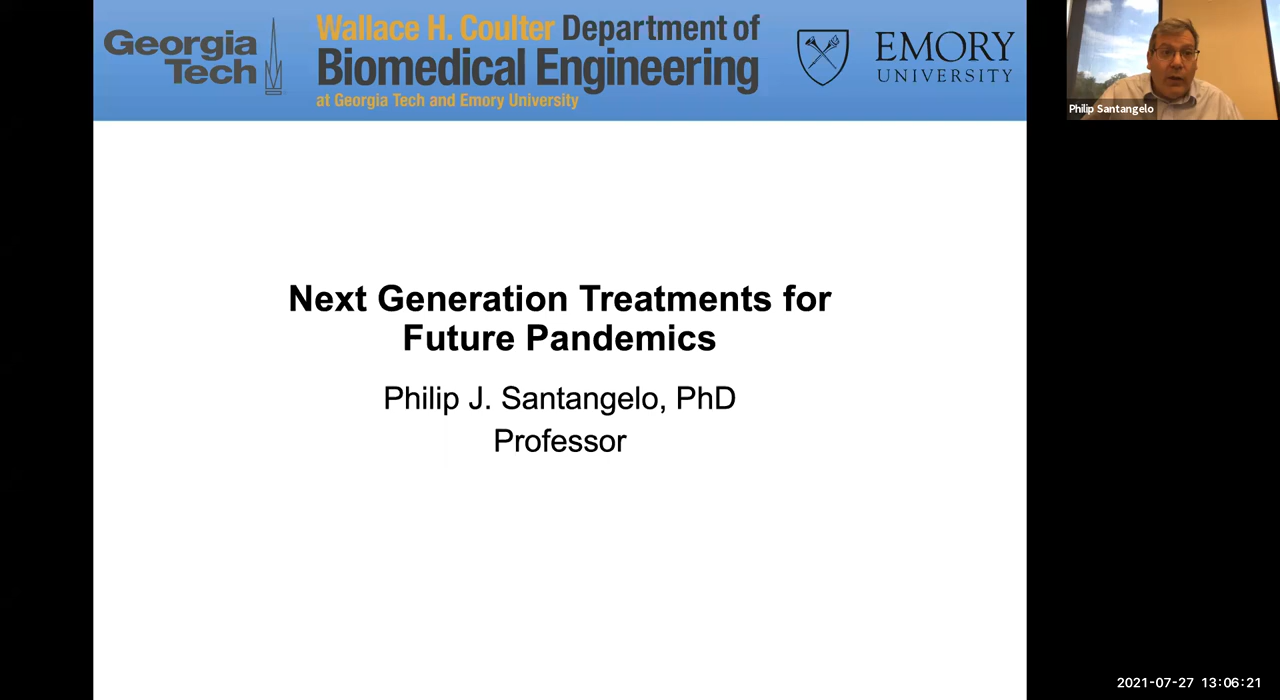 Georgia
Tech
Wallace H. Coulter Department of
Biomedical Engineering
at Georgia Tech and Emory University
EMORY
UNIVERSITY
Philip Santangelo
Next Generation Treatments for
Future Pandemics
Philip J. Santangelo, PhD
Professor
2021-07-27 13:06:21